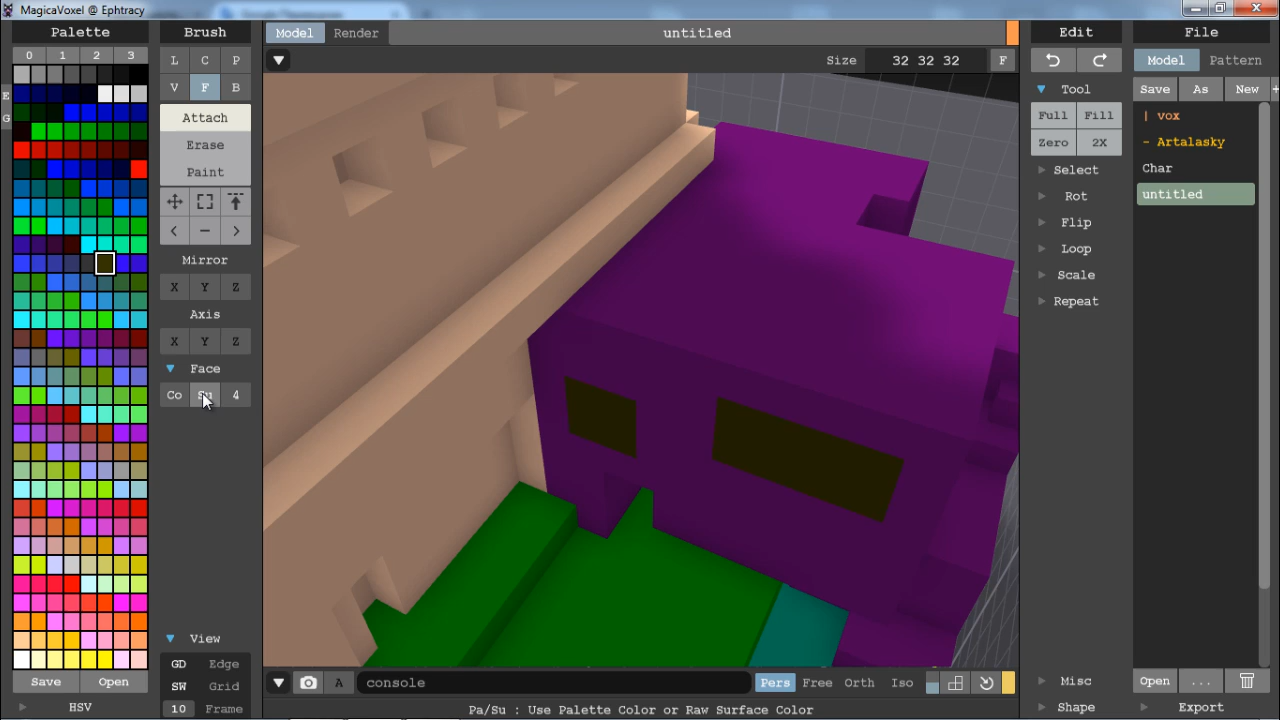 MagicaVoxel @ Ephtracy
Palette
Brush
Model
Render
untitled
Edit
File
0 1 2 3
L C P
Size 32 32 32 F
Model Pattern
V F B
Tool
Save As New +
E
G
Attach
Full Fill
| vox
Erase
Zero 2X
- Artalasky
Paint
Select
Char
Rot
untitled
< - >
Flip
Loop
Mirror
Scale
X Y Z
Repeat
Axis
X Y Z
Face
Co Su 4
View
GD Edge
SW Grid
10 Frame
Save Open
A console
Pers Free Orth Iso
Misc
Open ...
HSV
Pa/Su : Use Palette Color or Raw Surface Color
Shape
Export